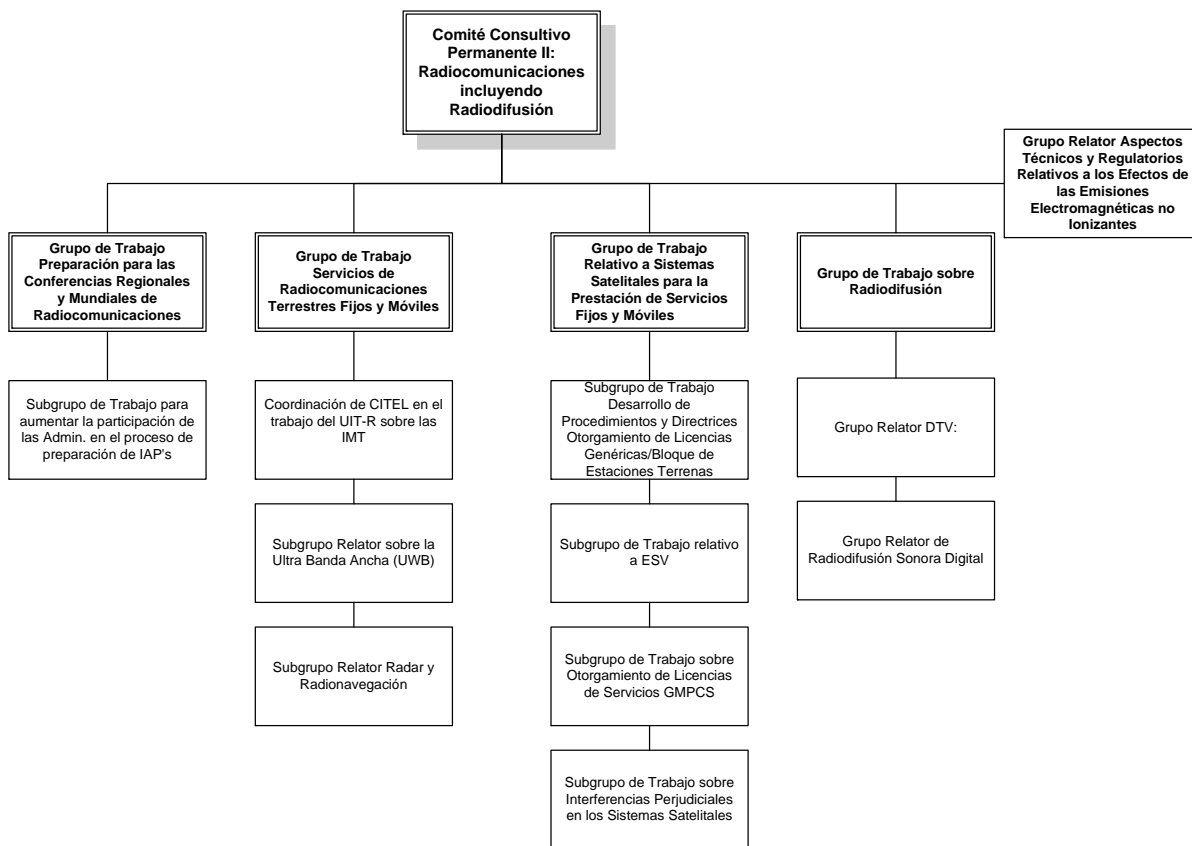 Comité Consultivo
Permanente II:
Radiocomunicaciones
incluyendo
Radiodifusión
Grupo Relator Aspectos
Técnicos y Regulatorios
Relativos a los Efectos de
las Emisiones
Electromagnéticas no
Ionizantes
Grupo de Trabajo
Preparación para las
Conferencias Regionales
y Mundiales de
Radiocomunicaciones
Grupo de Trabajo
Servicios de
Radiocomunicaciones
Terrestres Fijos y Móviles
Grupo de Trabajo
Relativo a Sistemas
Satelitales para la
Prestación de Servicios
Fijos y Móviles
Grupo de Trabajo sobre
Radiodifusión
Subgrupo de Trabajo para
aumentar la participación de
las Admin. en el proceso de
preparación de IAP's
Coordinación de CITEL en el
trabajo del UIT-R sobre las
IMT
Subgrupo de Trabajo
Desarrollo de
Procedimientos y Directrices
Otorgamiento de Licencias
Genéricas/Bloque de
Estaciones Terrenas
Grupo Relator DTV:
Subgrupo Relator sobre la
Ultra Banda Ancha (UWB)
Subgrupo de Trabajo relativo
a ESV
Grupo Relator de
Radiodifusión Sonora Digital
Subgrupo Relator Radar y
Radionavegación
Subgrupo de Trabajo sobre
Otorgamiento de Licencias
de Servicios GMPCS
Subgrupo de Trabajo sobre
Interferencias Perjudiciales
en los Sistemas Satelitales